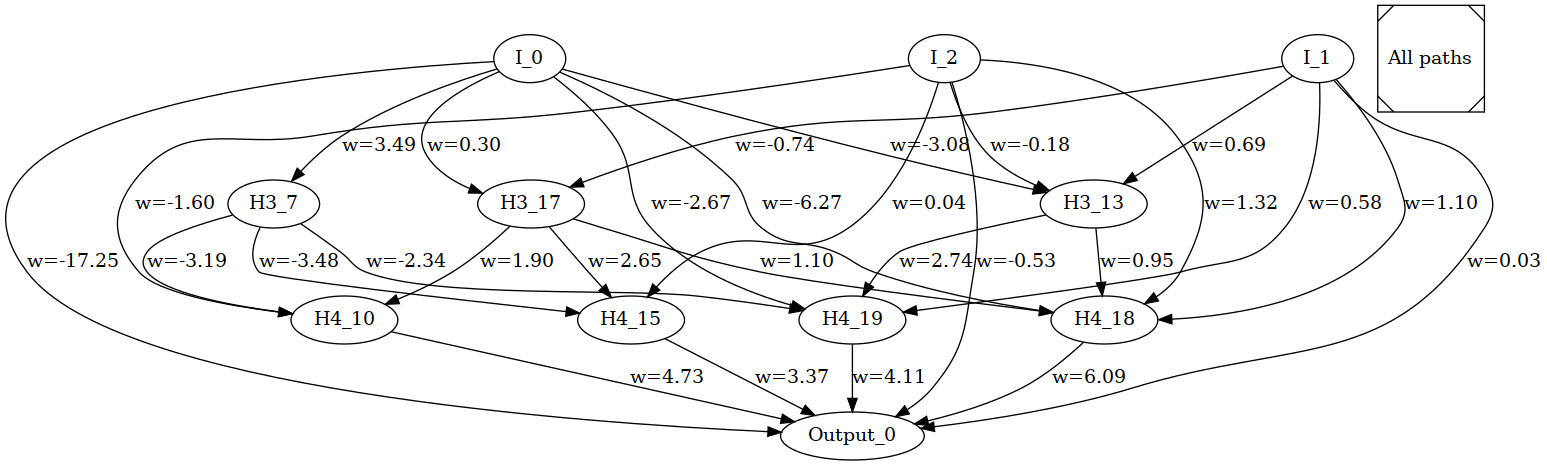 I_0
I_2
I_1
All paths
w=3.49
w=0.30
w=-0.74
w=-3.08
w=-0.18
w=0.69
w=-1.60
H3_7
H3_17
w=-2.67
w=-6.27
w=0.04
H3_13
w=1.32
w=0.58
w=1.10
w=-17.25
w=-3.19
w=-3.48
w=-2.34
w=1.90
w=2.65
w=1.10
w=2.74
w=-0.53
w=0.95
w=0.03
H4_10
H4_15
H4_19
H4_18
w=4.73
w=3.37
w=4.11
w=6.09
Output_0